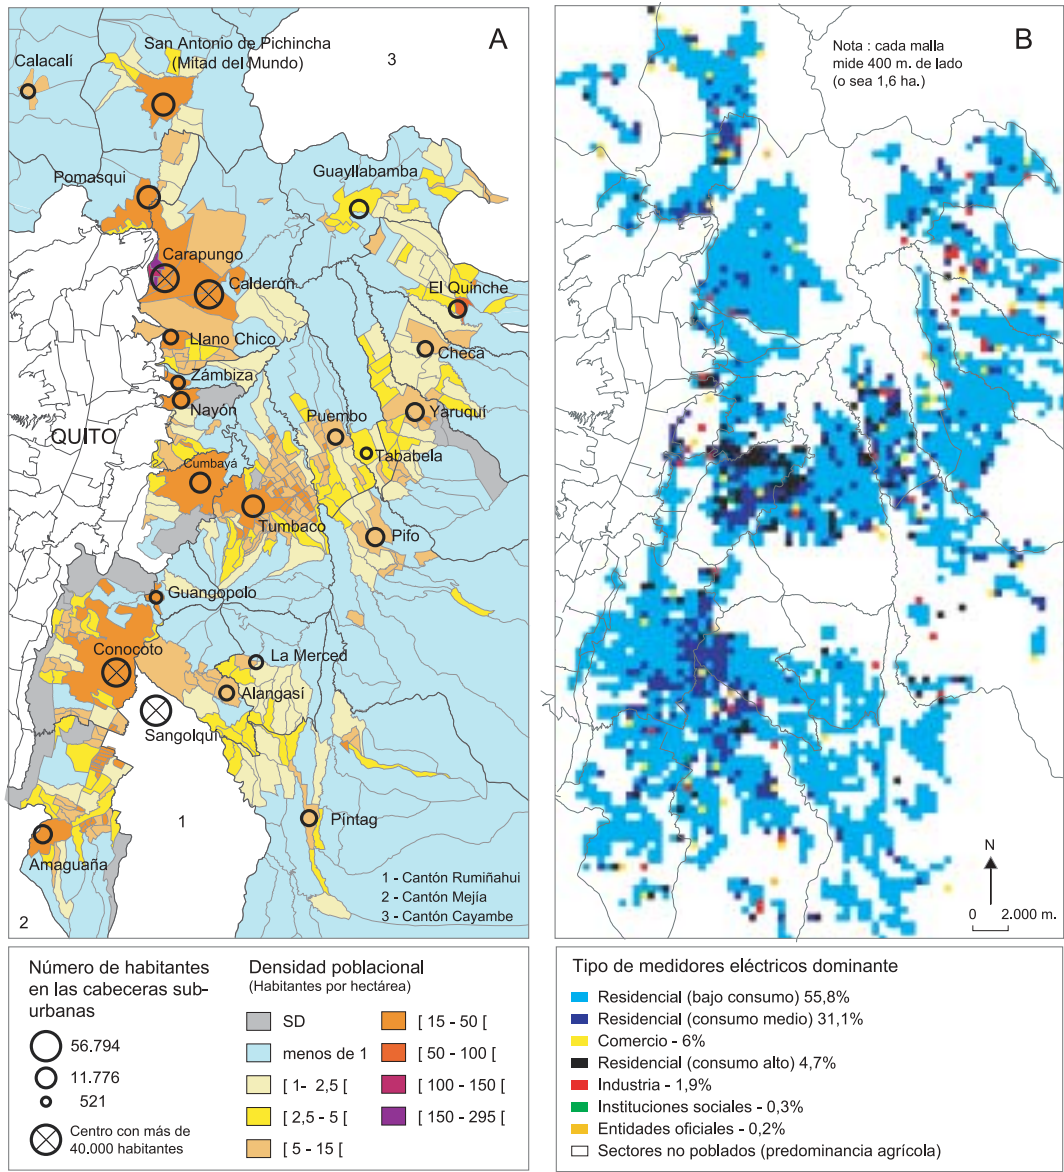 A
San Antonio de Pichincha
(Mitad del Mundo)
Calacalí
3
Pomasqui
Guayllabamba
Carapungo
Calderón
El Quinche
Llano Chico
Checa
Zámbiza
Nayón
Puembo
Yaruquí
QUITO
Tababela
Cumbayá
Tumbaco
Pifo
Guangopolo
Conocoto
La Merced
Alangasí
Sangolquí
1
Píntag
Amaguaña
2
1 - Cantón Rumiñahui
2 - Cantón Mejía
3 - Cantón Cayambe
B
Nota : cada malla
mide 400 m. de lado
(o sea 1,6 ha.)
N
0 2.000 m.
Número de habitantes
en las cabeceras sub-
urbanas
56.794
11.776
521
Centro con más de
40.000 habitantes
Densidad poblacional
(Habitantes por hectárea)
SD
menos de 1
[ 1- 2,5 [
[ 2,5 - 5 [
[ 5 - 15 [
[ 15 - 50 [
[ 50 - 100 [
[ 100 - 150 [
[ 150 - 295 [
Tipo de medidores eléctricos dominante
Residencial (bajo consumo) 55,8%
Residencial (consumo medio) 31,1%
Comercio - 6%
Residencial (consumo alto) 4,7%
Industria - 1,9%
Instituciones sociales - 0,3%
Entidades oficiales - 0,2%
Sectores no poblados (predominancia agrícola)